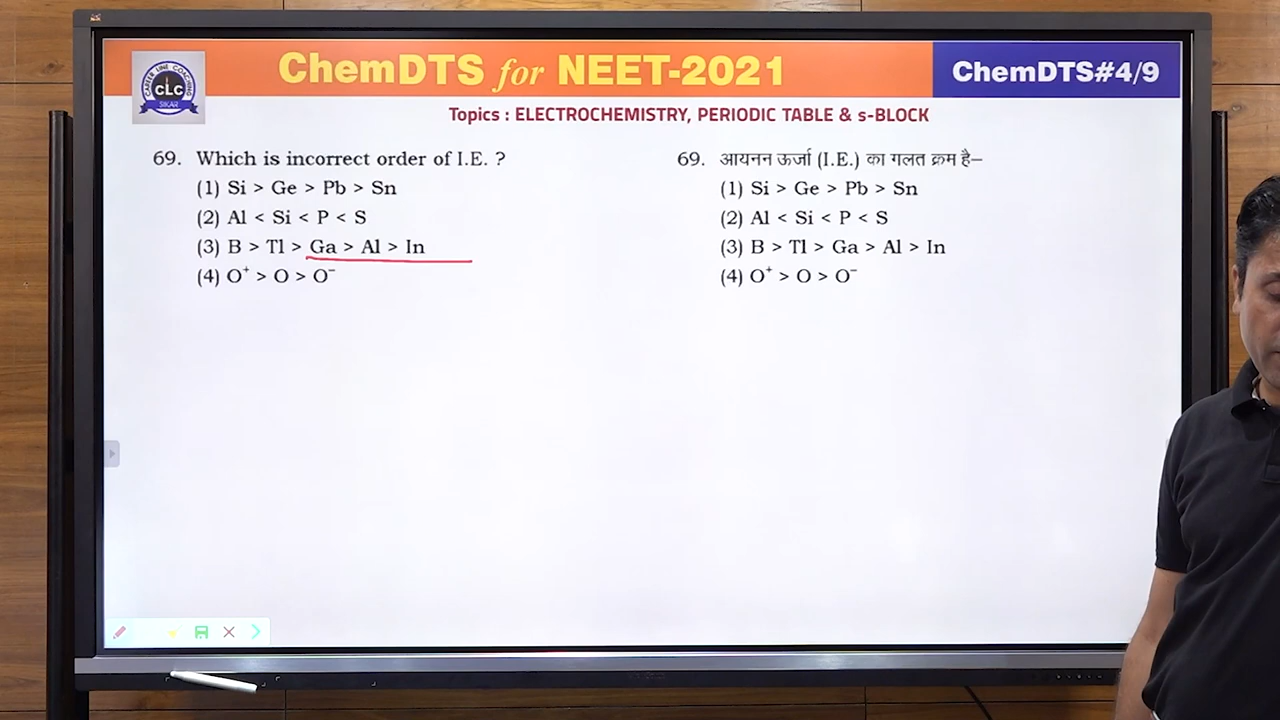 ChemDTS for NEET-2021
ChemDTS#4/9
CAREER LINE COACHING
CLC
SIKAR
Topics : ELECTROCHEMISTRY, PERIODIC TABLE & s-BLOCK
69. Which is incorrect order of I.E. ?
(1) Si > Ge > Pb > Sn
(2) Al < Si < P < S
(3) B > Tl > Ga > Al > In
(4) O⁺ > O > O⁻
69. आयनन ऊर्जा (I.E.) का गलत क्रम है–
(1) Si > Ge > Pb > Sn
(2) Al < Si < P < S
(3) B > Tl > Ga > Al > In
(4) O⁺ > O > O⁻